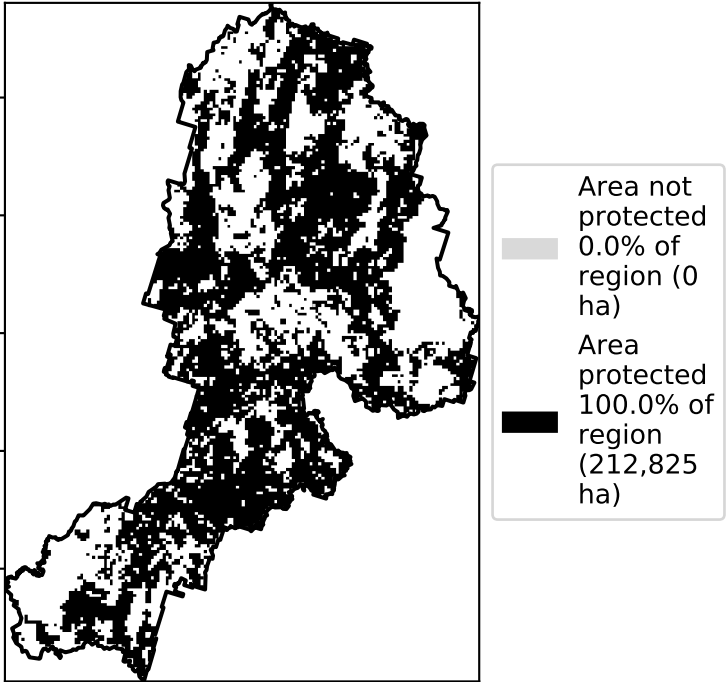 Area not
protected
0.0% of
region (0
ha)
Area
protected
100.0% of
region
(212,825
ha)